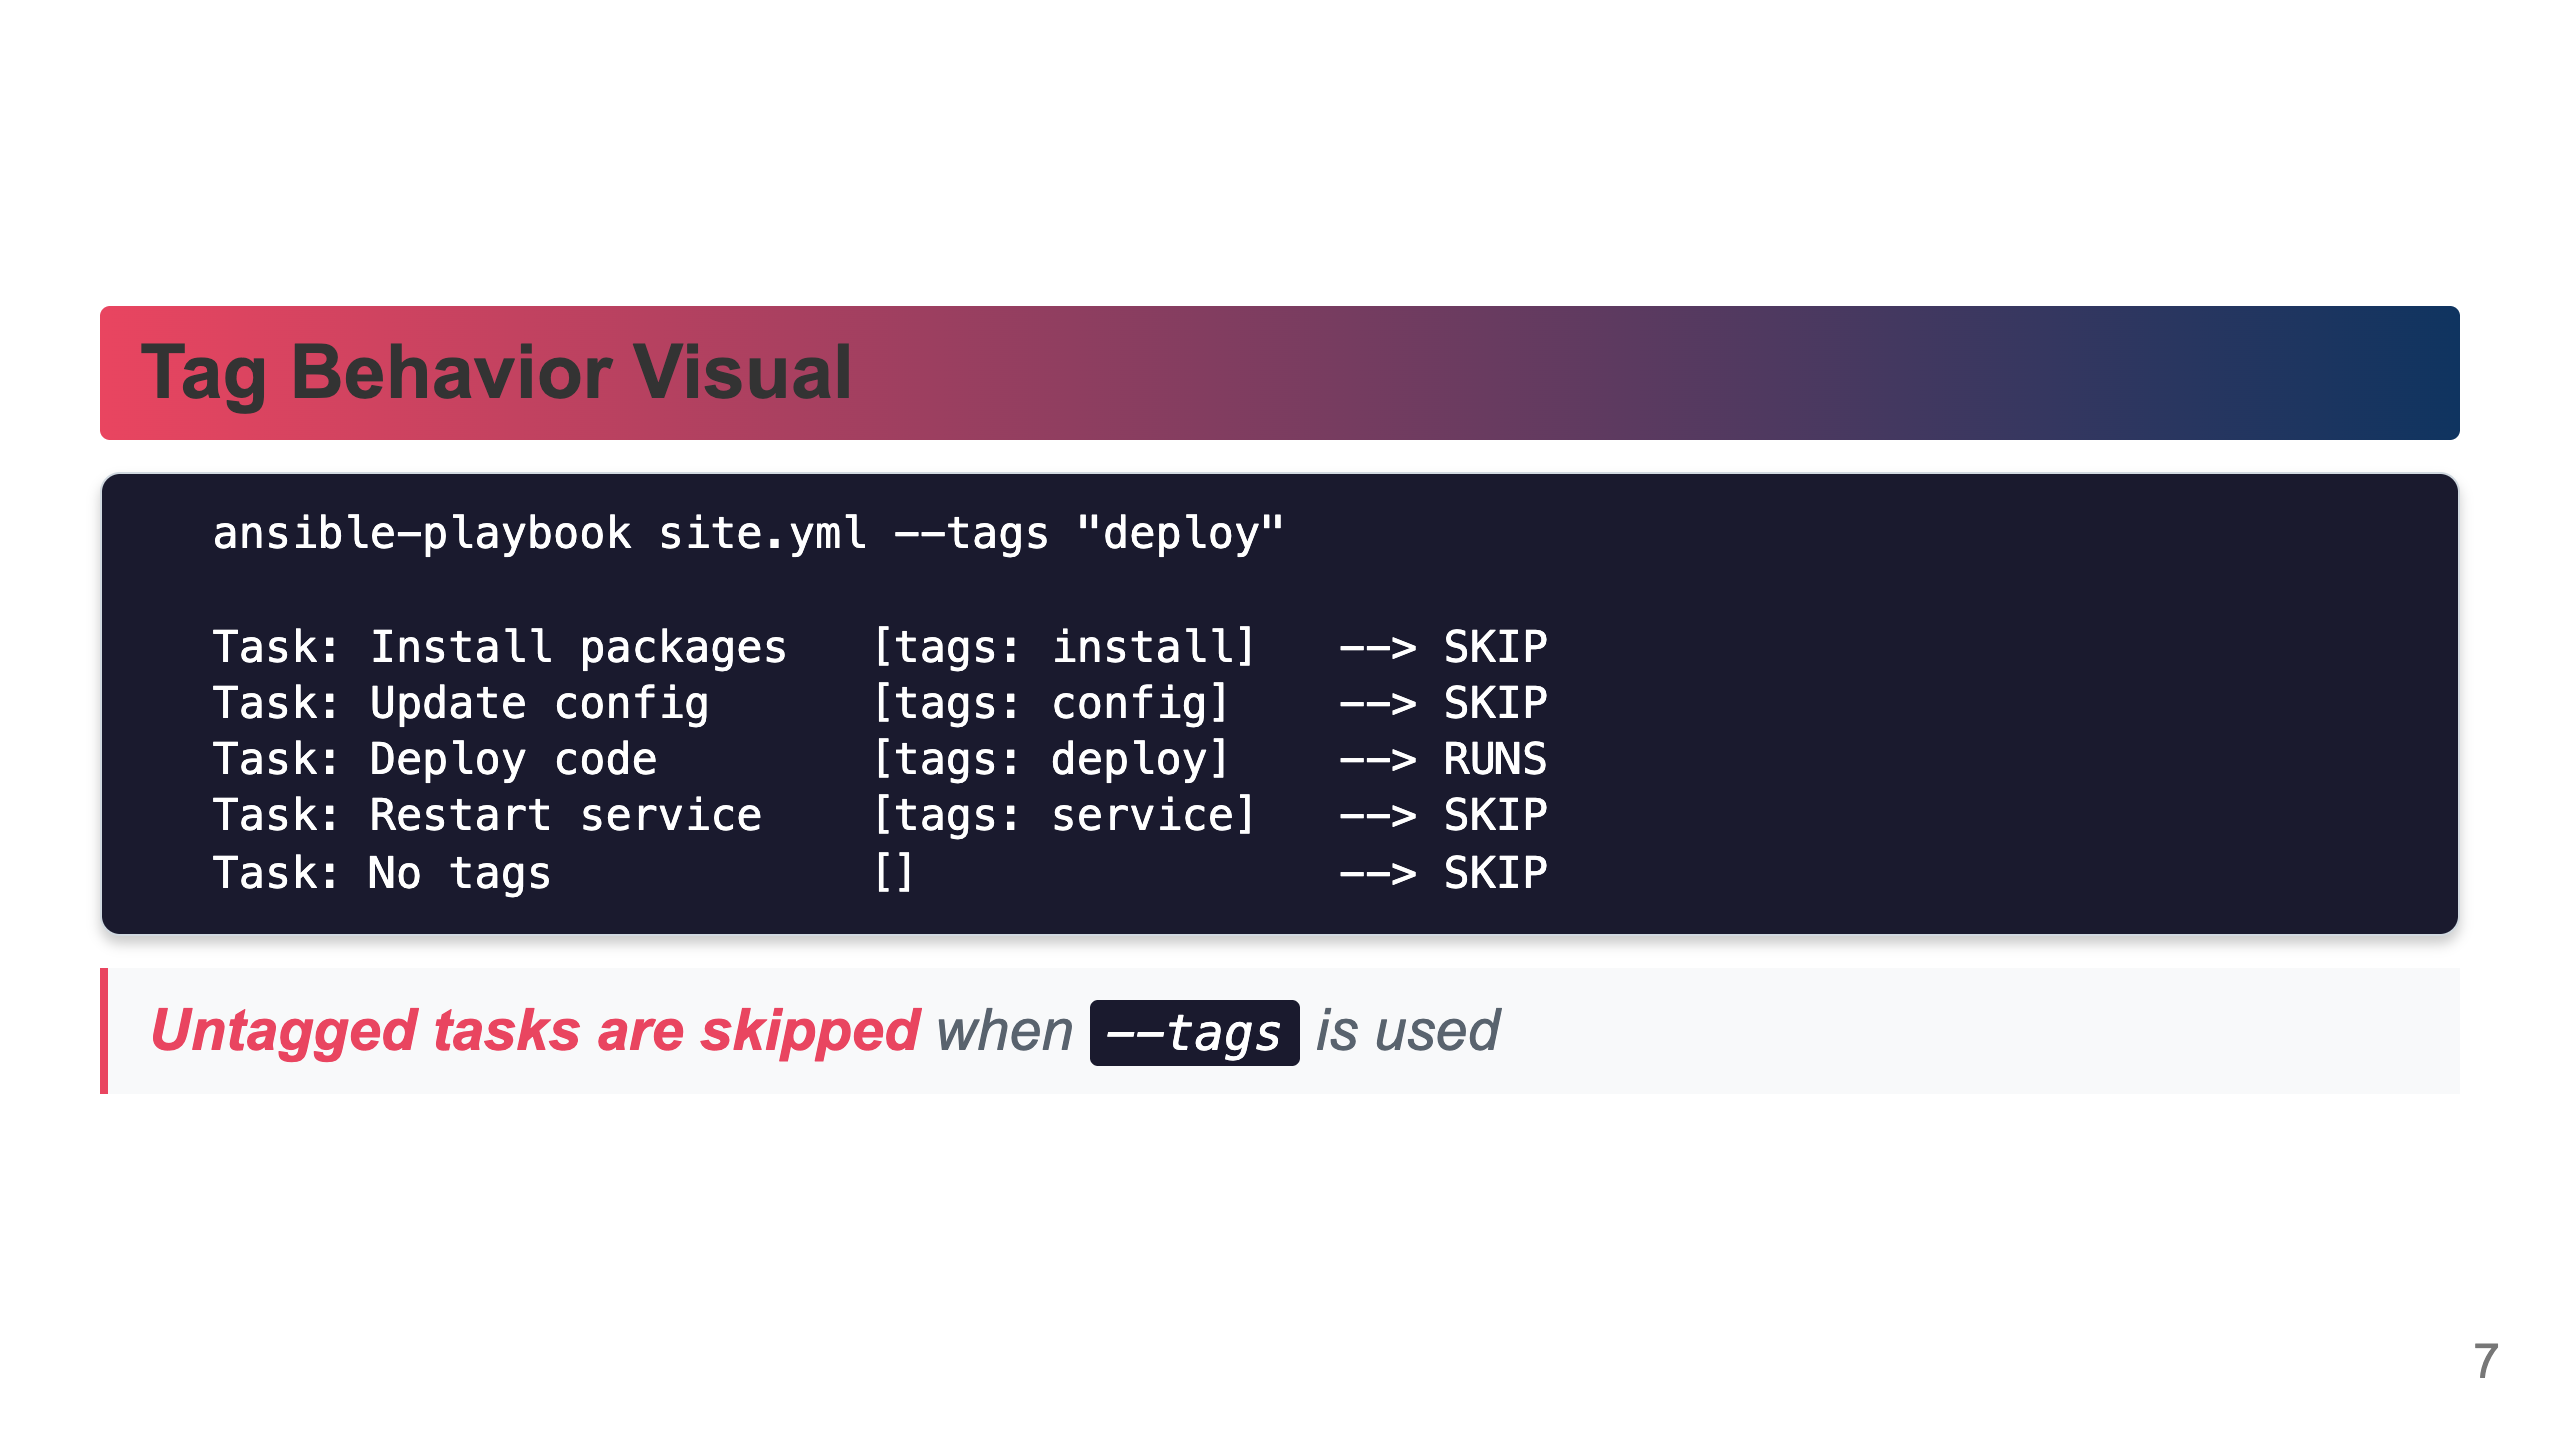 Tag Behavior Visual
ansible-playbook site.yml --tags "deploy"
Task: Install packages [tags: install] --> SKIP
Task: Update config [tags: config] --> SKIP
Task: Deploy code [tags: deploy] --> RUNS
Task: Restart service [tags: service] --> SKIP
Task: No tags [] --> SKIP
Untagged tasks are skipped when --tags is used
7